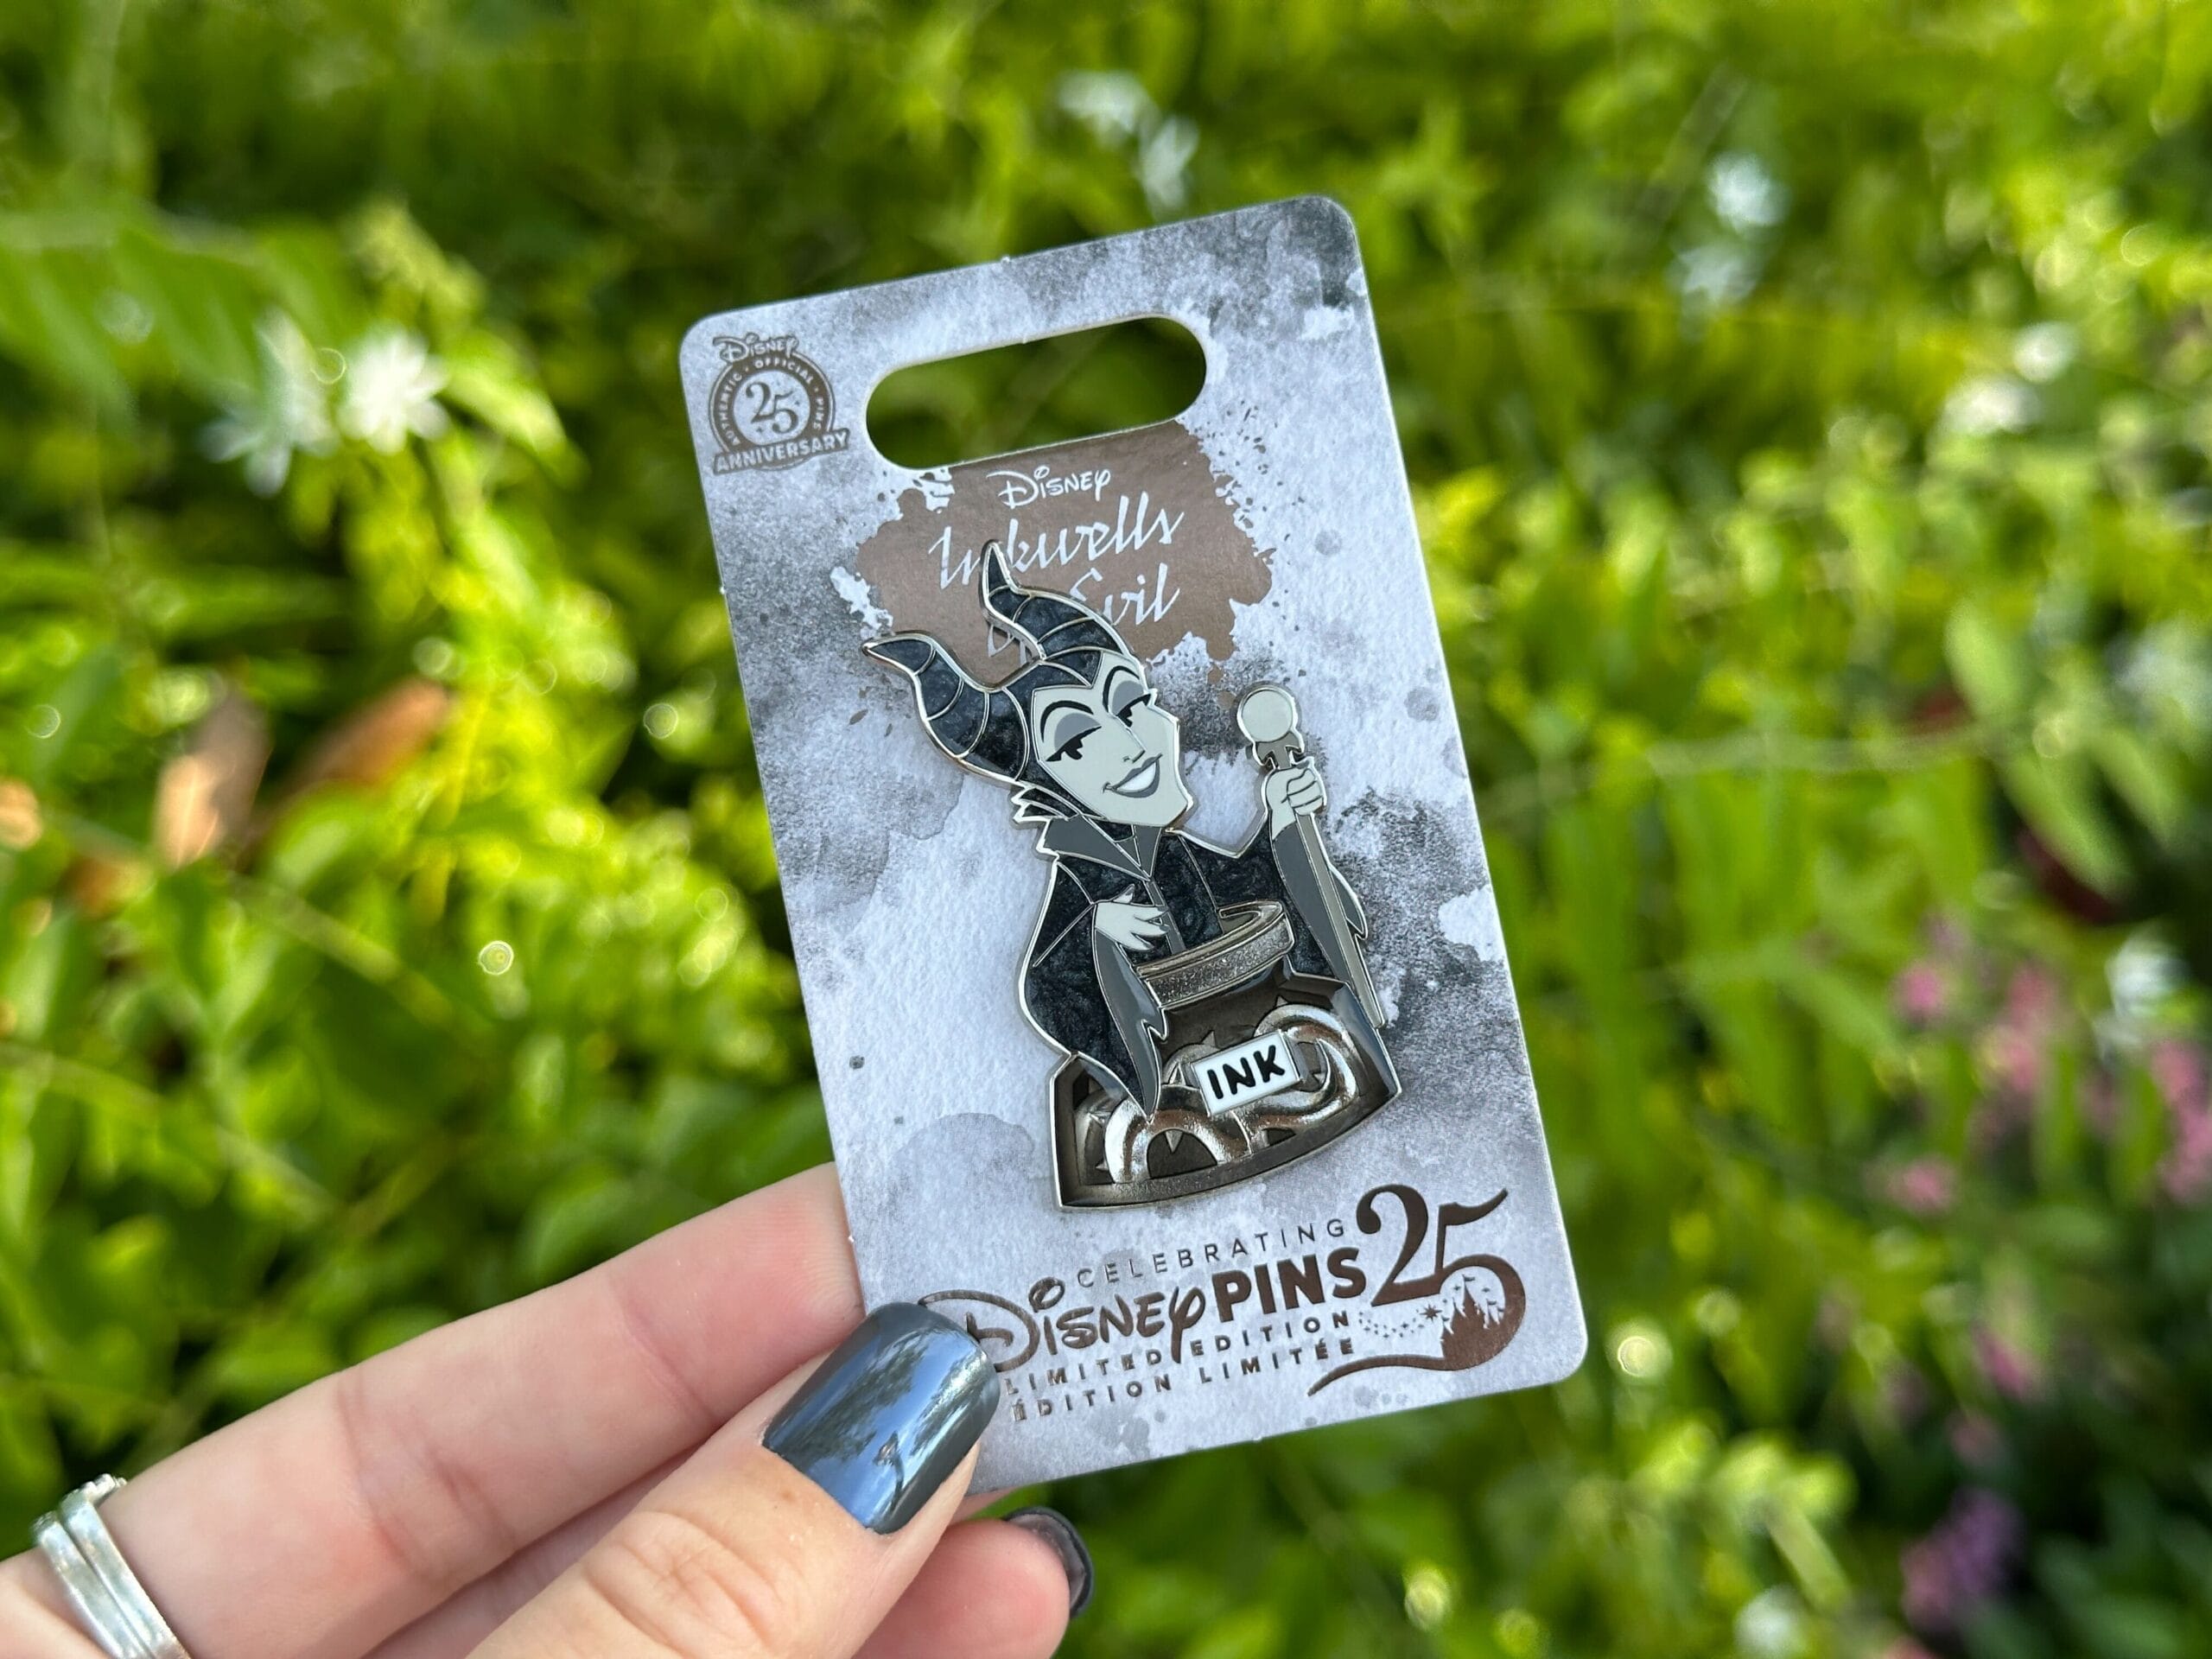 Disney
AUTHENTIC • OFFICIAL • PINS
25
ANNIVERSARY
Disney
Inkwells
Evil
INK
CELEBRATING
Disney PINS 25
LIMITED EDITION
ÉDITION LIMITÉE